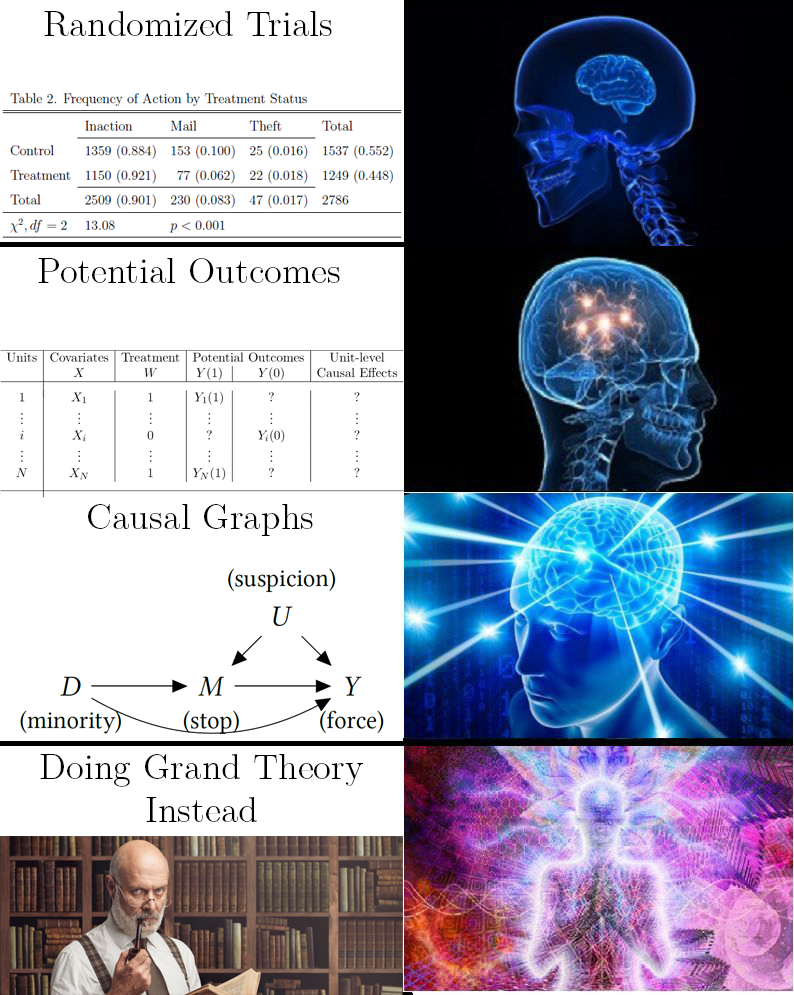 Randomized Trials
Table 2. Frequency of Action by Treatment Status
Inaction Mail Theft Total
Control 1359 (0.884) 153 (0.100) 25 (0.016) 1537 (0.552)
Treatment 1150 (0.921) 77 (0.062) 22 (0.018) 1249 (0.448)
Total 2509 (0.901) 230 (0.083) 47 (0.017) 2786
χ², df = 2 13.08 p < 0.001
Potential Outcomes
Units Covariates Treatment Potential Outcomes Unit-level
X W Y(1) Y(0) Causal Effects
1 X₁ 1 Y₁(1) ? ?
⋮ ⋮ ⋮ ⋮ ⋮ ⋮
i Xᵢ 0 ? Yᵢ(0) ?
⋮ ⋮ ⋮ ⋮ ⋮ ⋮
N X_N 1 Y_N(1) ? ?
Causal Graphs
(suspicion)
U
D M Y
(minority) (stop) (force)
Doing Grand Theory
Instead